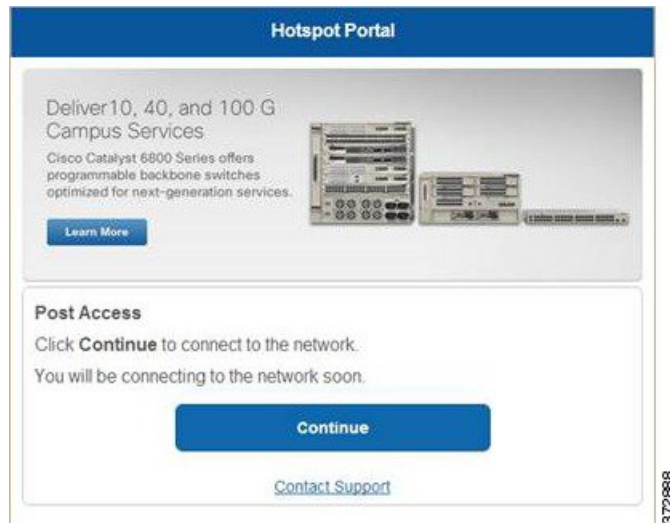 Hotspot Portal
Deliver10, 40, and 100 G
Campus Services
Cisco Catalyst 6800 Series offers
programmable backbone switches
optimized for next-generation services.
Learn More
Post Access
Click Continue to connect to the network.
You will be connecting to the network soon.
Continue
Contact Support
372888